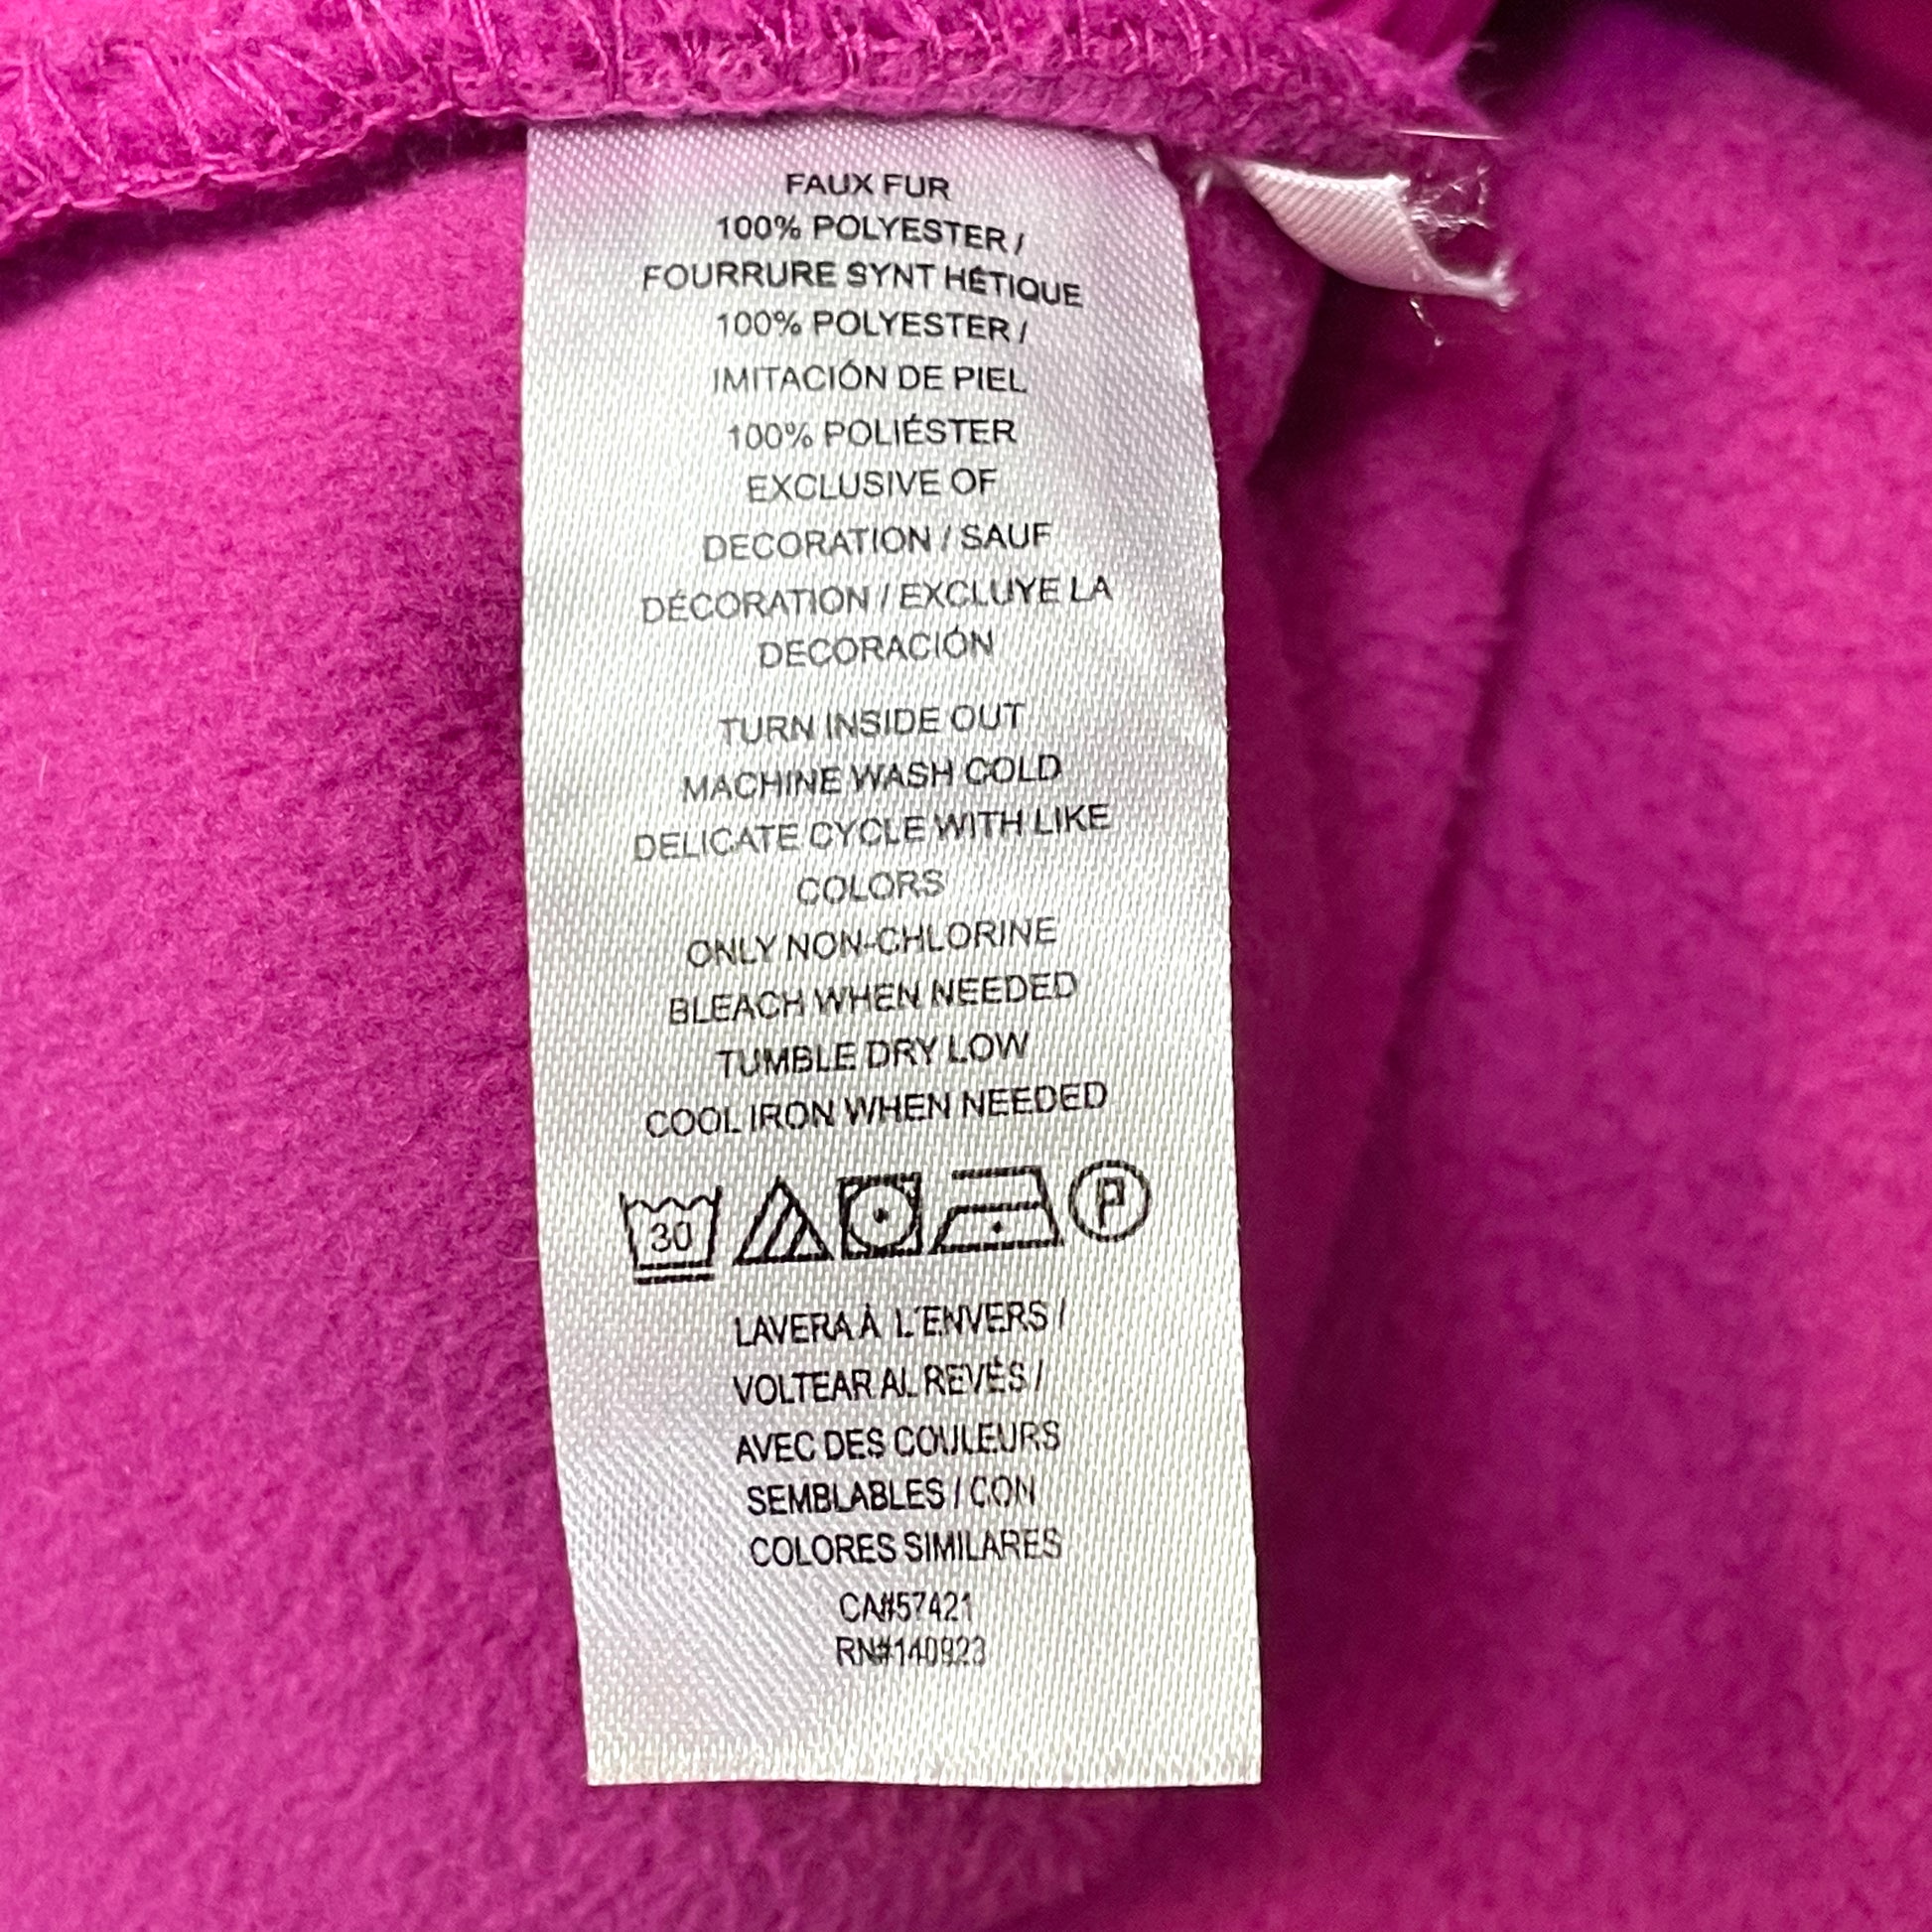 FAUX FUR
100% POLYESTER /
FOURRURE SYNT HÉTIQUE
100% POLYESTER /
IMITACIÓN DE PIEL
100% POLIÉSTER
EXCLUSIVE OF
DECORATION / SAUF
DÉCORATION / EXCLUYE LA
DECORACIÓN
TURN INSIDE OUT
MACHINE WASH COLD
DELICATE CYCLE WITH LIKE
COLORS
ONLY NON-CHLORINE
BLEACH WHEN NEEDED
TUMBLE DRY LOW
COOL IRON WHEN NEEDED
30 P
LAVERA À L'ENVERS /
VOLTEAR AL REVÉS /
AVEC DES COULEURS
SEMBLABLES / CON
COLORES SIMILARES
CA#57421
RN#140923